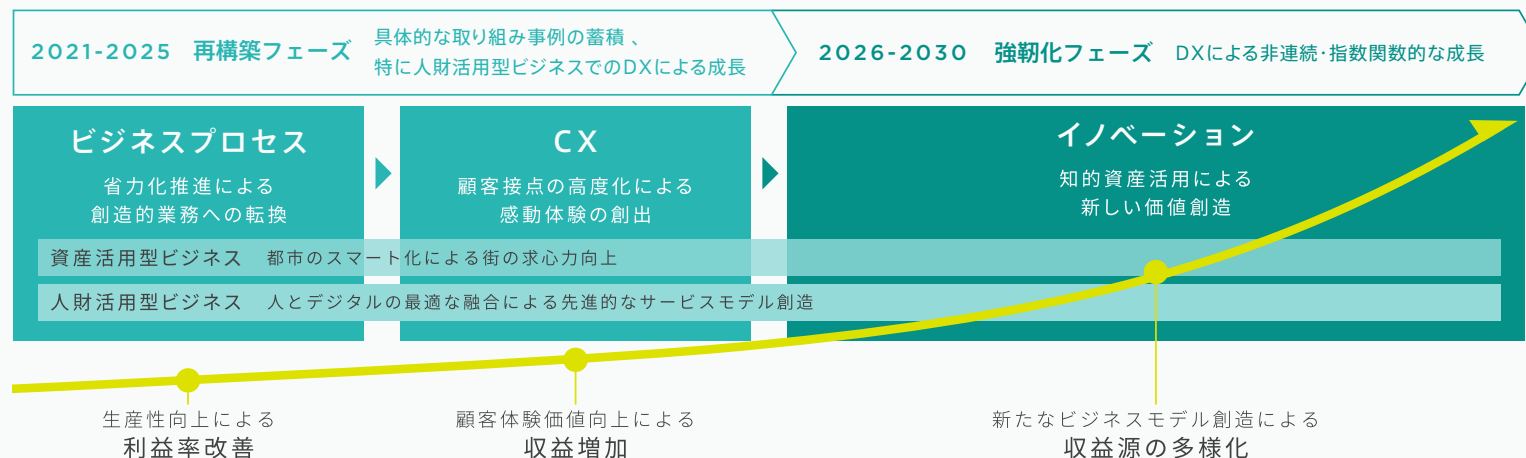 2021-2025 再構築フェーズ
具体的な取り組み事例の蓄積、
特に人財活用型ビジネスでのDXによる成長
2026-2030 強靭化フェーズ DXによる非連続・指数関数的な成長
ビジネスプロセス
省力化推進による
創造的業務への転換
CX
顧客接点の高度化による
感動体験の創出
イノベーション
知的資産活用による
新しい価値創造
資産活用型ビジネス 都市のスマート化による街の求心力向上
人財活用型ビジネス 人とデジタルの最適な融合による先進的なサービスモデル創造
生産性向上による
利益率改善
顧客体験価値向上による
収益増加
新たなビジネスモデル創造による
収益源の多様化